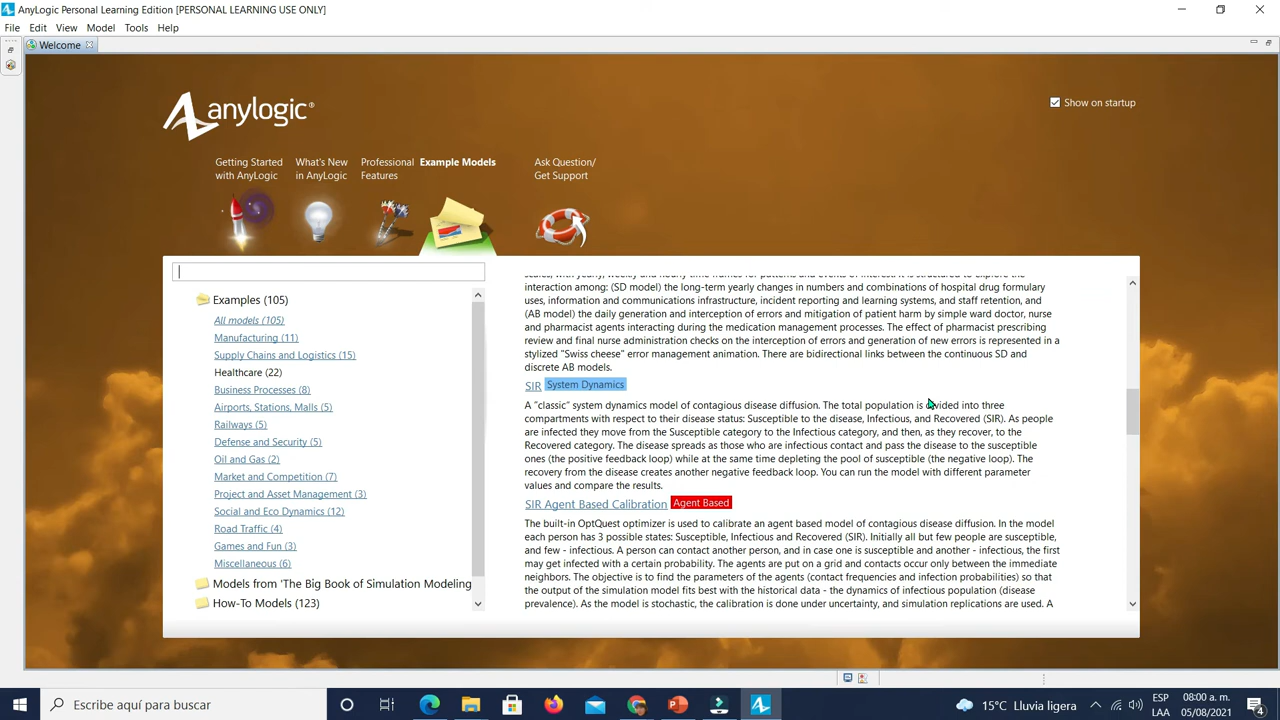 AnyLogic Personal Learning Edition [PERSONAL LEARNING USE ONLY]
File Edit View Model Tools Help
Welcome
anylogic®
Show on startup
Getting Started
with AnyLogic
What's New
in AnyLogic
Professional
Features
Example Models
Ask Question/
Get Support
Examples (105)
All models (105)
Manufacturing (11)
Supply Chains and Logistics (15)
Healthcare (22)
Business Processes (8)
Airports, Stations, Malls (5)
Railways (5)
Defense and Security (5)
Oil and Gas (2)
Market and Competition (7)
Project and Asset Management (3)
Social and Eco Dynamics (12)
Road Traffic (4)
Games and Fun (3)
Miscellaneous (6)
Models from 'The Big Book of Simulation Modeling
How-To Models (123)
scales, with yearly, weekly and hourly time frames for patterns and events of interest. It is structured to explore the
interaction among: (SD model) the long-term yearly changes in numbers and combinations of hospital drug formulary
uses, information and communications infrastructure, incident reporting and learning systems, and staff retention, and
(AB model) the daily generation and interception of errors and mitigation of patient harm by simple ward doctor, nurse
and pharmacist agents interacting during the medication management processes. The effect of pharmacist prescribing
review and final nurse administration checks on the interception of errors and generation of new errors is represented in a
stylized "Swiss cheese" error management animation. There are bidirectional links between the continuous SD and
discrete AB models.
SIR System Dynamics
A "classic" system dynamics model of contagious disease diffusion. The total population is divided into three
compartments with respect to their disease status: Susceptible to the disease, Infectious, and Recovered (SIR). As people
are infected they move from the Susceptible category to the Infectious category, and then, as they recover, to the
Recovered category. The disease spreads as those who are infectious contact and pass the disease to the susceptible
ones (the positive feedback loop) while at the same time depleting the pool of susceptible (the negative loop). The
recovery from the disease creates another negative feedback loop. You can run the model with different parameter
values and compare the results.
SIR Agent Based Calibration Agent Based
The built-in OptQuest optimizer is used to calibrate an agent based model of contagious disease diffusion. In the model
each person has 3 possible states: Susceptible, Infectious and Recovered (SIR). Initially all but few people are susceptible,
and few - infectious. A person can contact another person, and in case one is susceptible and another - infectious, the first
may get infected with a certain probability. The agents are put on a grid and contacts occur only between the immediate
neighbors. The objective is to find the parameters of the agents (contact frequencies and infection probabilities) so that
the output of the simulation model fits best with the historical data - the dynamics of infectious population (disease
prevalence). As the model is stochastic, the calibration is done under uncertainty, and simulation replications are used. A
Escribe aquí para buscar
15°C Lluvia ligera
ESP
LAA
08:00 a. m.
05/08/2021
4